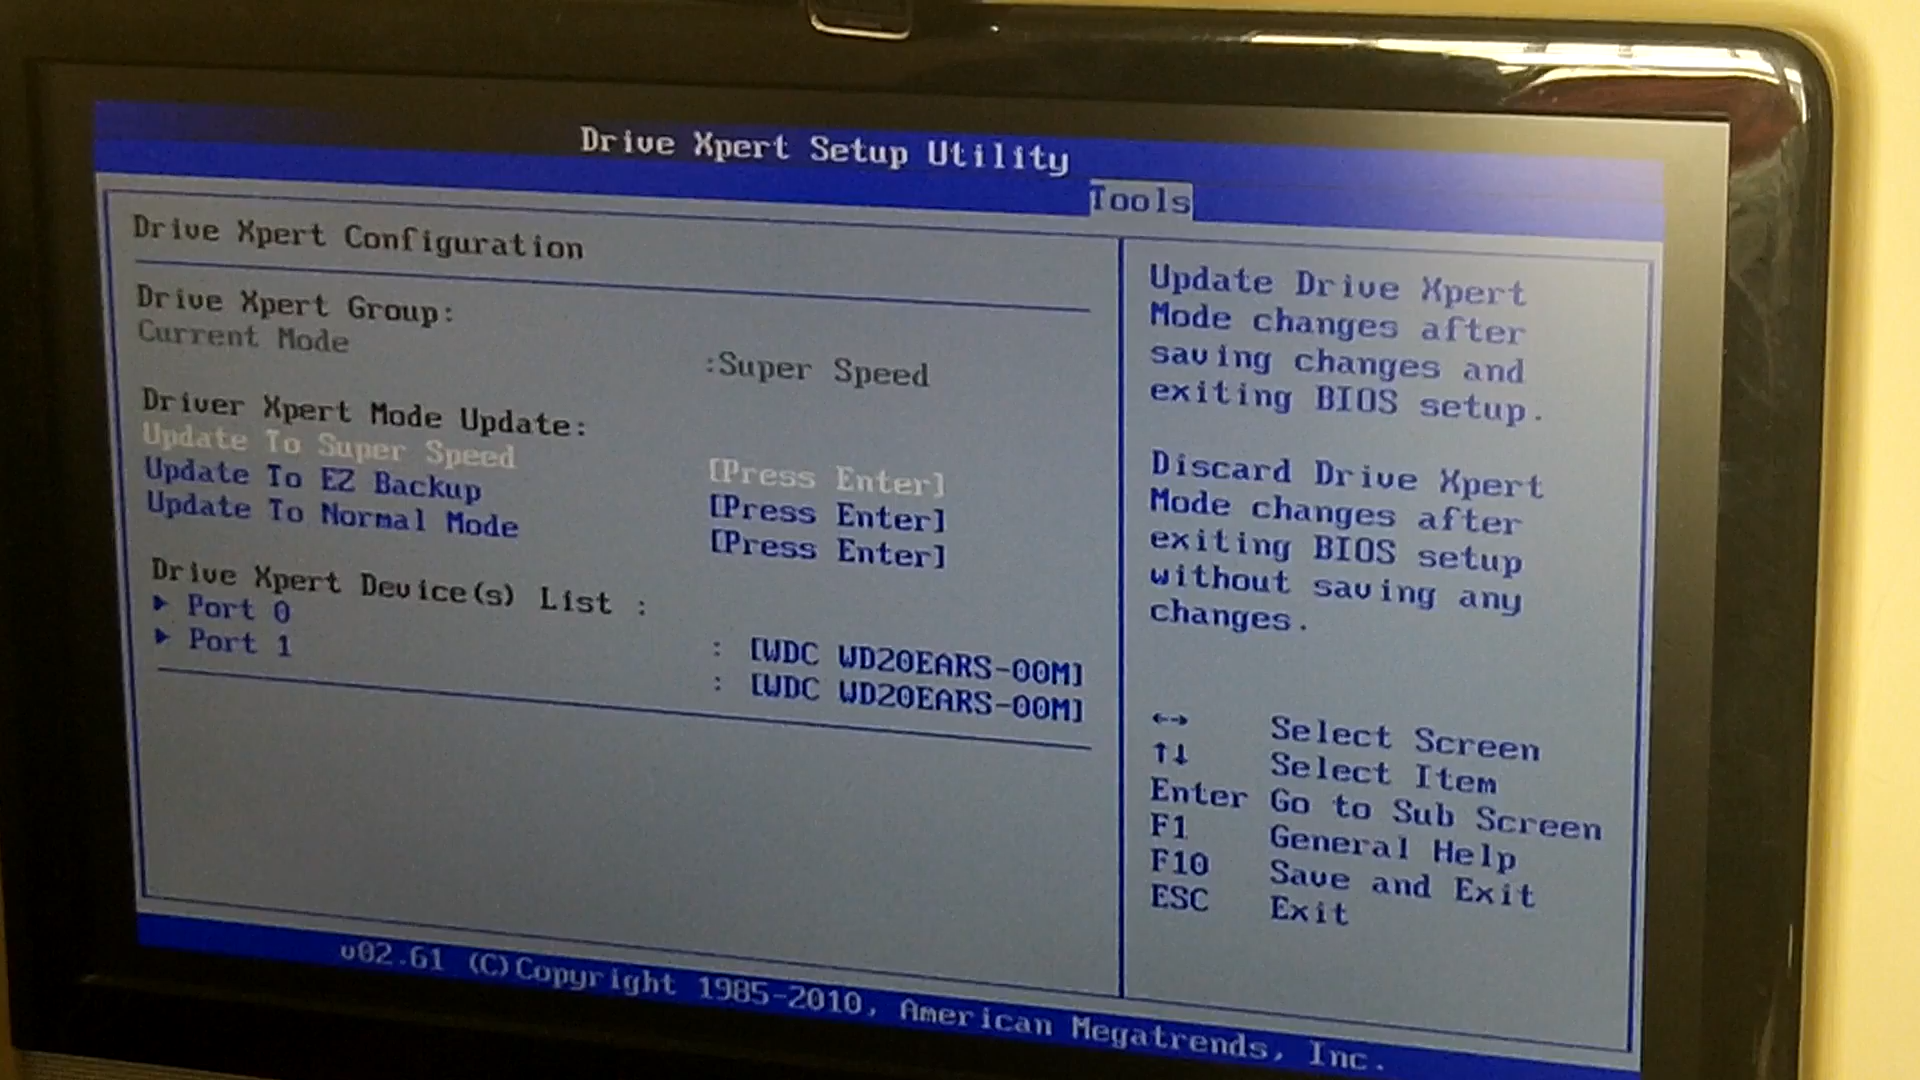 Drive Xpert Setup Utility
Tools
Drive Xpert Configuration
Drive Xpert Group:
Current Mode :Super Speed
Driver Xpert Mode Update:
Update To Super Speed [Press Enter]
Update To EZ Backup [Press Enter]
Update To Normal Mode [Press Enter]
Drive Xpert Device(s) List :
Port 0 : [WDC WD20EARS-00M]
Port 1 : [WDC WD20EARS-00M]
Update Drive Xpert
Mode changes after
saving changes and
exiting BIOS setup.
Discard Drive Xpert
Mode changes after
exiting BIOS setup
without saving any
changes.
←→ Select Screen
↑↓ Select Item
Enter Go to Sub Screen
F1 General Help
F10 Save and Exit
ESC Exit
v02.61 (C)Copyright 1985-2010, American Megatrends, Inc.